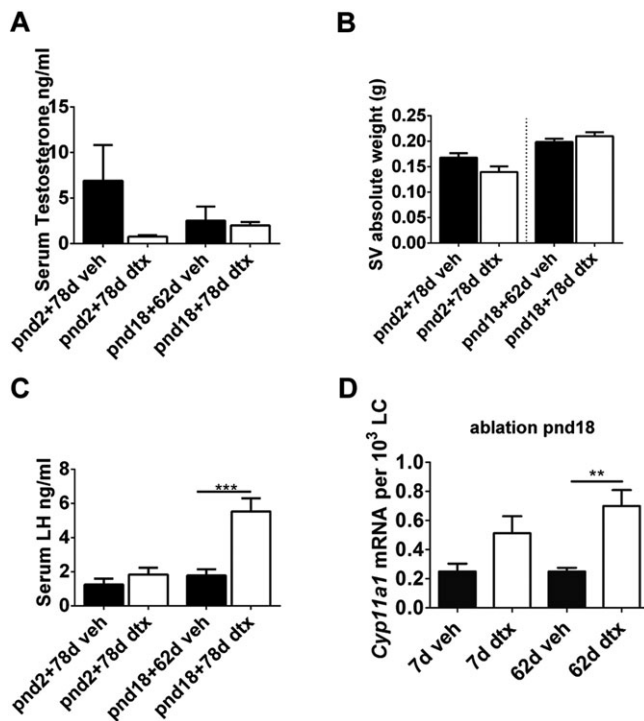 A
Serum Testosterone ng/ml
15
10
5
0
pnd2+78d veh
pnd2+78d dtx
pnd18+62d veh
pnd18+78d dtx
B
SV absolute weight (g)
0.25
0.20
0.15
0.10
0.05
0.00
pnd2+78d veh
pnd2+78d dtx
pnd18+62d veh
pnd18+78d dtx
C
Serum LH ng/ml
8
6
4
2
0
***
pnd2+78d veh
pnd2+78d dtx
pnd18+62d veh
pnd18+78d dtx
D
ablation pnd18
Cyp11a1 mRNA per 10³ LC
1.0
0.8
0.6
0.4
0.2
0.0
**
7d veh
7d dtx
62d veh
62d dtx